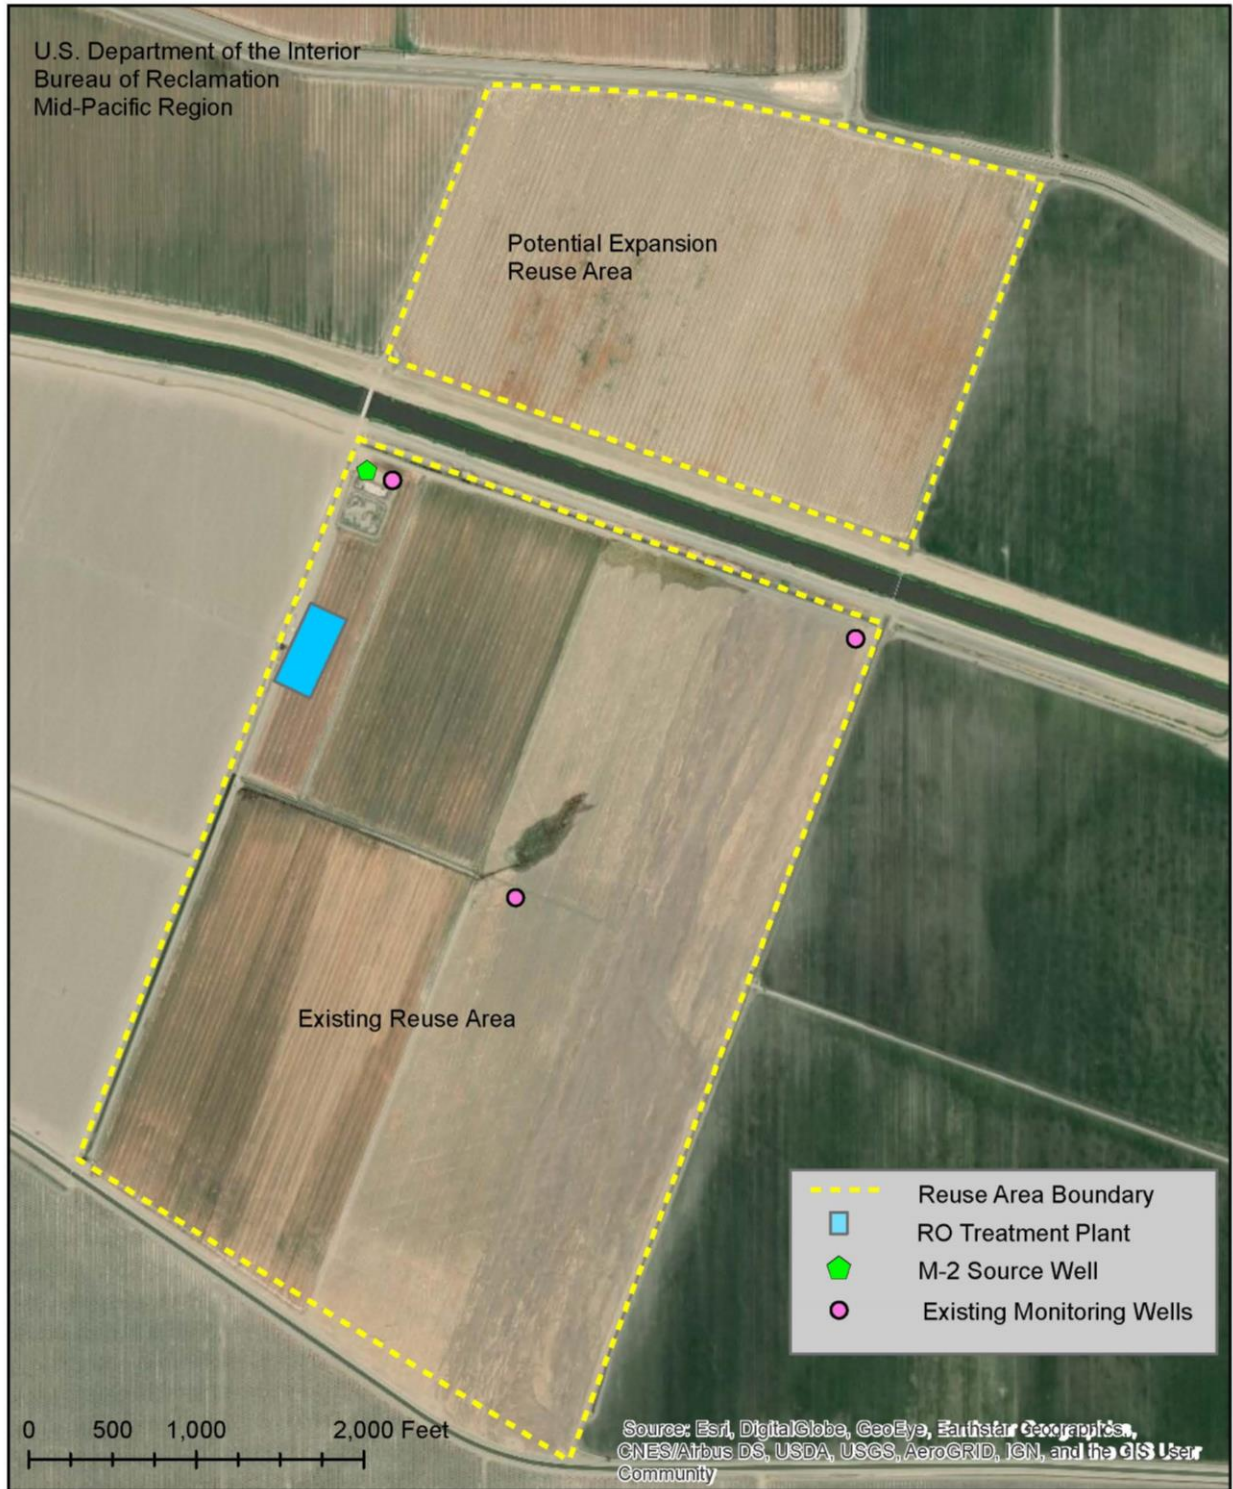 U.S. Department of the Interior
Bureau of Reclamation
Mid-Pacific Region
Potential Expansion
Reuse Area
Existing Reuse Area
Reuse Area Boundary
RO Treatment Plant
M-2 Source Well
Existing Monitoring Wells
0 500 1,000 2,000 Feet
Source: Esri, DigitalGlobe, GeoEye, Earthstar Geographics,
CNES/Airbus DS, USDA, USGS, AeroGRID, IGN, and the GIS User
Community